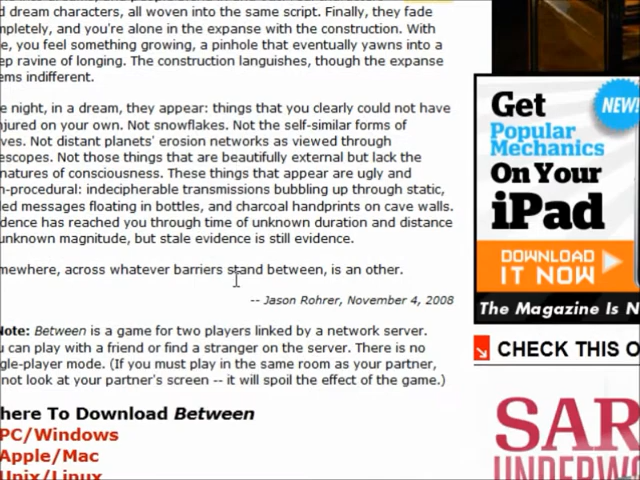 dream characters, all woven into the same script. Finally, they fade
mpletely, and you're alone in the expanse with the construction. With
e, you feel something growing, a pinhole that eventually yawns into a
ep ravine of longing. The construction languishes, though the expanse
ems indifferent.
e night, in a dream, they appear: things that you clearly could not have
njured on your own. Not snowflakes. Not the self-similar forms of
ves. Not distant planets' erosion networks as viewed through
escopes. Not those things that are beautifully external but lack the
natures of consciousness. These things that appear are ugly and
n-procedural: indecipherable transmissions bubbling up through static,
led messages floating in bottles, and charcoal handprints on cave walls.
dence has reached you through time of unknown duration and distance
unknown magnitude, but stale evidence is still evidence.
mewhere, across whatever barriers stand between, is an other.
-- Jason Rohrer, November 4, 2008
Note: Between is a game for two players linked by a network server.
u can play with a friend or find a stranger on the server. There is no
gle-player mode. (If you must play in the same room as your partner,
not look at your partner's screen -- it will spoil the effect of the game.)
here To Download Between
PC/Windows
Apple/Mac
Unix/Linux
Get
NEW!
Popular
Mechanics
On Your
iPad
DOWNLOAD
IT NOW
The Magazine Is N
CHECK THIS O
SAR
UNDERWO